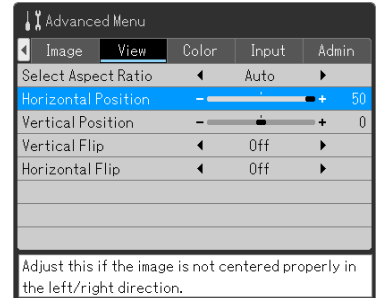 Advanced Menu
Image View Color Input Admin
Select Aspect Ratio Auto
Horizontal Position - + 50
Vertical Position - + 0
Vertical Flip Off
Horizontal Flip Off
Adjust this if the image is not centered properly in
the left/right direction.